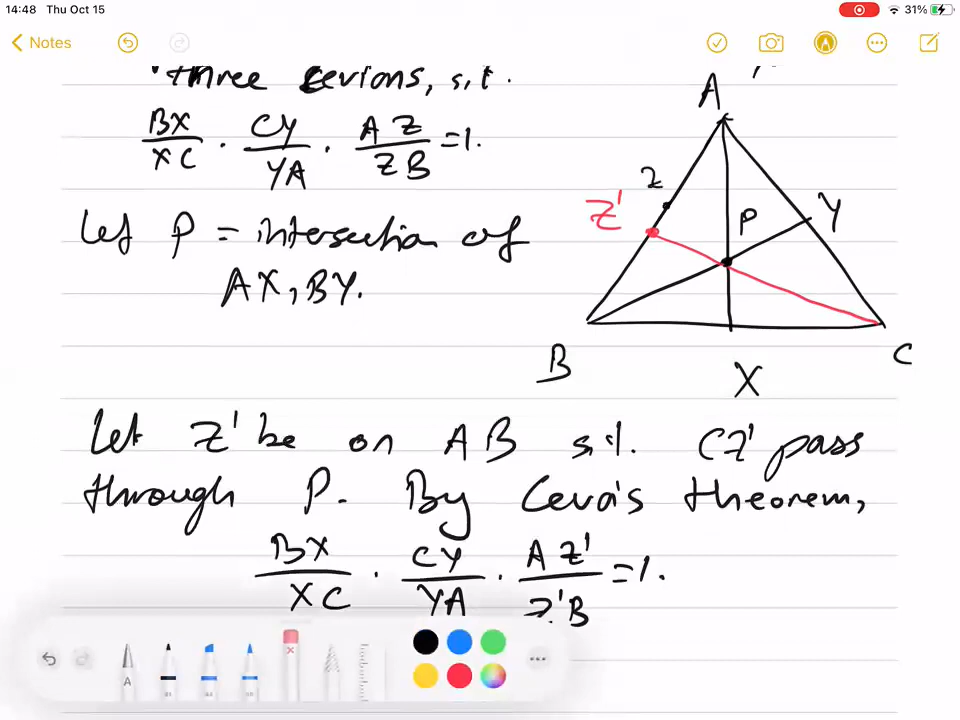 14:48 Thu Oct 15
31%
Notes
three cevians, s.t.
BX/XC · CY/YA · AZ/ZB = 1.
Let P = intersection of
AX, BY.
A
Z
Z'
P
Y
B
X
C
Let Z' be on AB s.t. CZ' pass
through P. By Ceva's theorem,
BX/XC · CY/YA · AZ'/Z'B = 1.
A